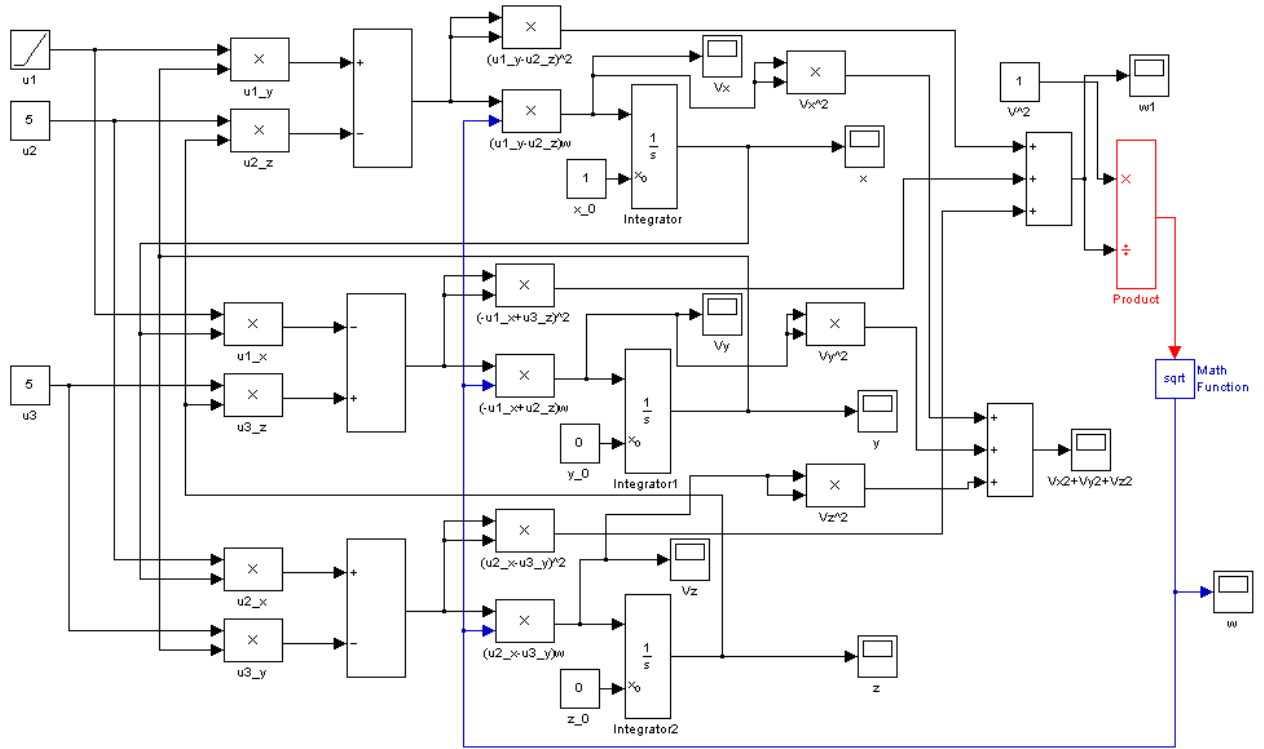 u1
5
u2
5
u3
×
u1_y
×
u2_z
+
−
×
(u1_y-u2_z)^2
×
(u1_y-u2_z)w
Vx
×
Vx^2
1
x_0
1
s
xo
Integrator
x
1
V^2
w1
+
+
+
×
÷
Product
sqrt
Math
Function
×
u1_x
×
u3_z
−
+
×
(-u1_x+u3_z)^2
×
(-u1_x+u2_z)w
Vy
×
Vy^2
0
y_0
1
s
xo
Integrator1
y
+
+
+
Vx2+Vy2+Vz2
×
Vz^2
×
u2_x
×
u3_y
+
−
×
(u2_x-u3_y)^2
×
(u2_x-u3_y)w
Vz
0
z_0
1
s
xo
Integrator2
z
w